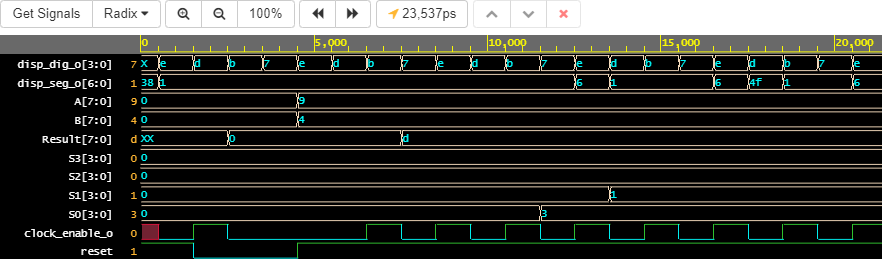 Get Signals Radix 100% 23,537ps
0 5,000 10,000 15,000 20,000
disp_dig_o[3:0] 7 X e d b 7 e d b 7 e d b 7 e d b 7 e d b 7 e
disp_seg_o[6:0] 1 38 1 6 1 6 4f 1 6
A[7:0] 9 0 9
B[7:0] 4 0 4
Result[7:0] d XX 0 d
S3[3:0] 0 0
S2[3:0] 0 0
S1[3:0] 1 0 1
S0[3:0] 3 0 3
clock_enable_o 0
reset 1